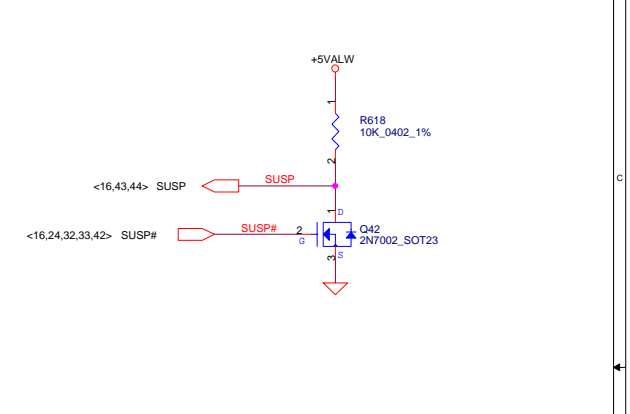 +5VALW
1
R618
10K_0402_1%
2
C
<16,43,44> SUSP
SUSP
1
D
<16,24,32,33,42> SUSP#
SUSP#
2
G
Q42
2N7002_SOT23
3
S